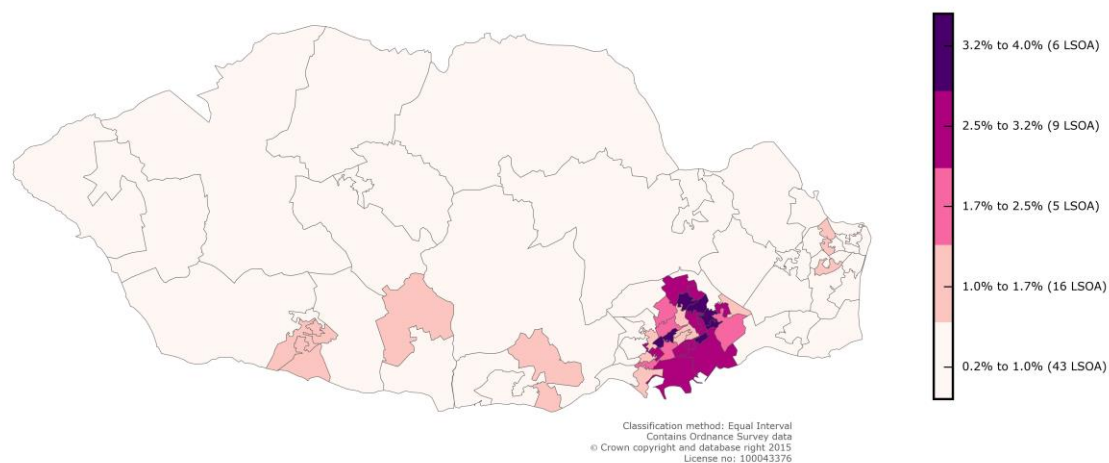 3.2% to 4.0% (6 LSOA)
2.5% to 3.2% (9 LSOA)
1.7% to 2.5% (5 LSOA)
1.0% to 1.7% (16 LSOA)
0.2% to 1.0% (43 LSOA)
Classification method: Equal Interval
Contains Ordnance Survey data
© Crown copyright and database right 2015
License no: 100043376